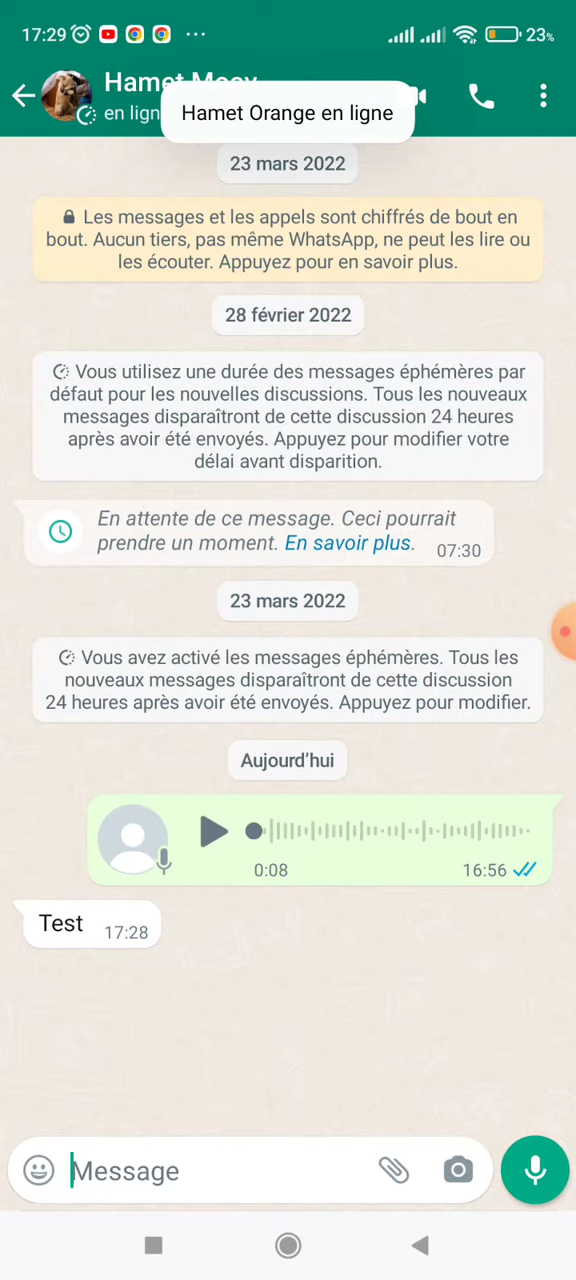 17:29 ... 23%
Hamet
en lign
Hamet Orange en ligne
23 mars 2022
Les messages et les appels sont chiffrés de bout en
bout. Aucun tiers, pas même WhatsApp, ne peut les lire ou
les écouter. Appuyez pour en savoir plus.
28 février 2022
Vous utilisez une durée des messages éphémères par
défaut pour les nouvelles discussions. Tous les nouveaux
messages disparaîtront de cette discussion 24 heures
après avoir été envoyés. Appuyez pour modifier votre
délai avant disparition.
En attente de ce message. Ceci pourrait
prendre un moment. En savoir plus. 07:30
23 mars 2022
Vous avez activé les messages éphémères. Tous les
nouveaux messages disparaîtront de cette discussion
24 heures après avoir été envoyés. Appuyez pour modifier.
Aujourd’hui
0:08 16:56
Test 17:28
Message